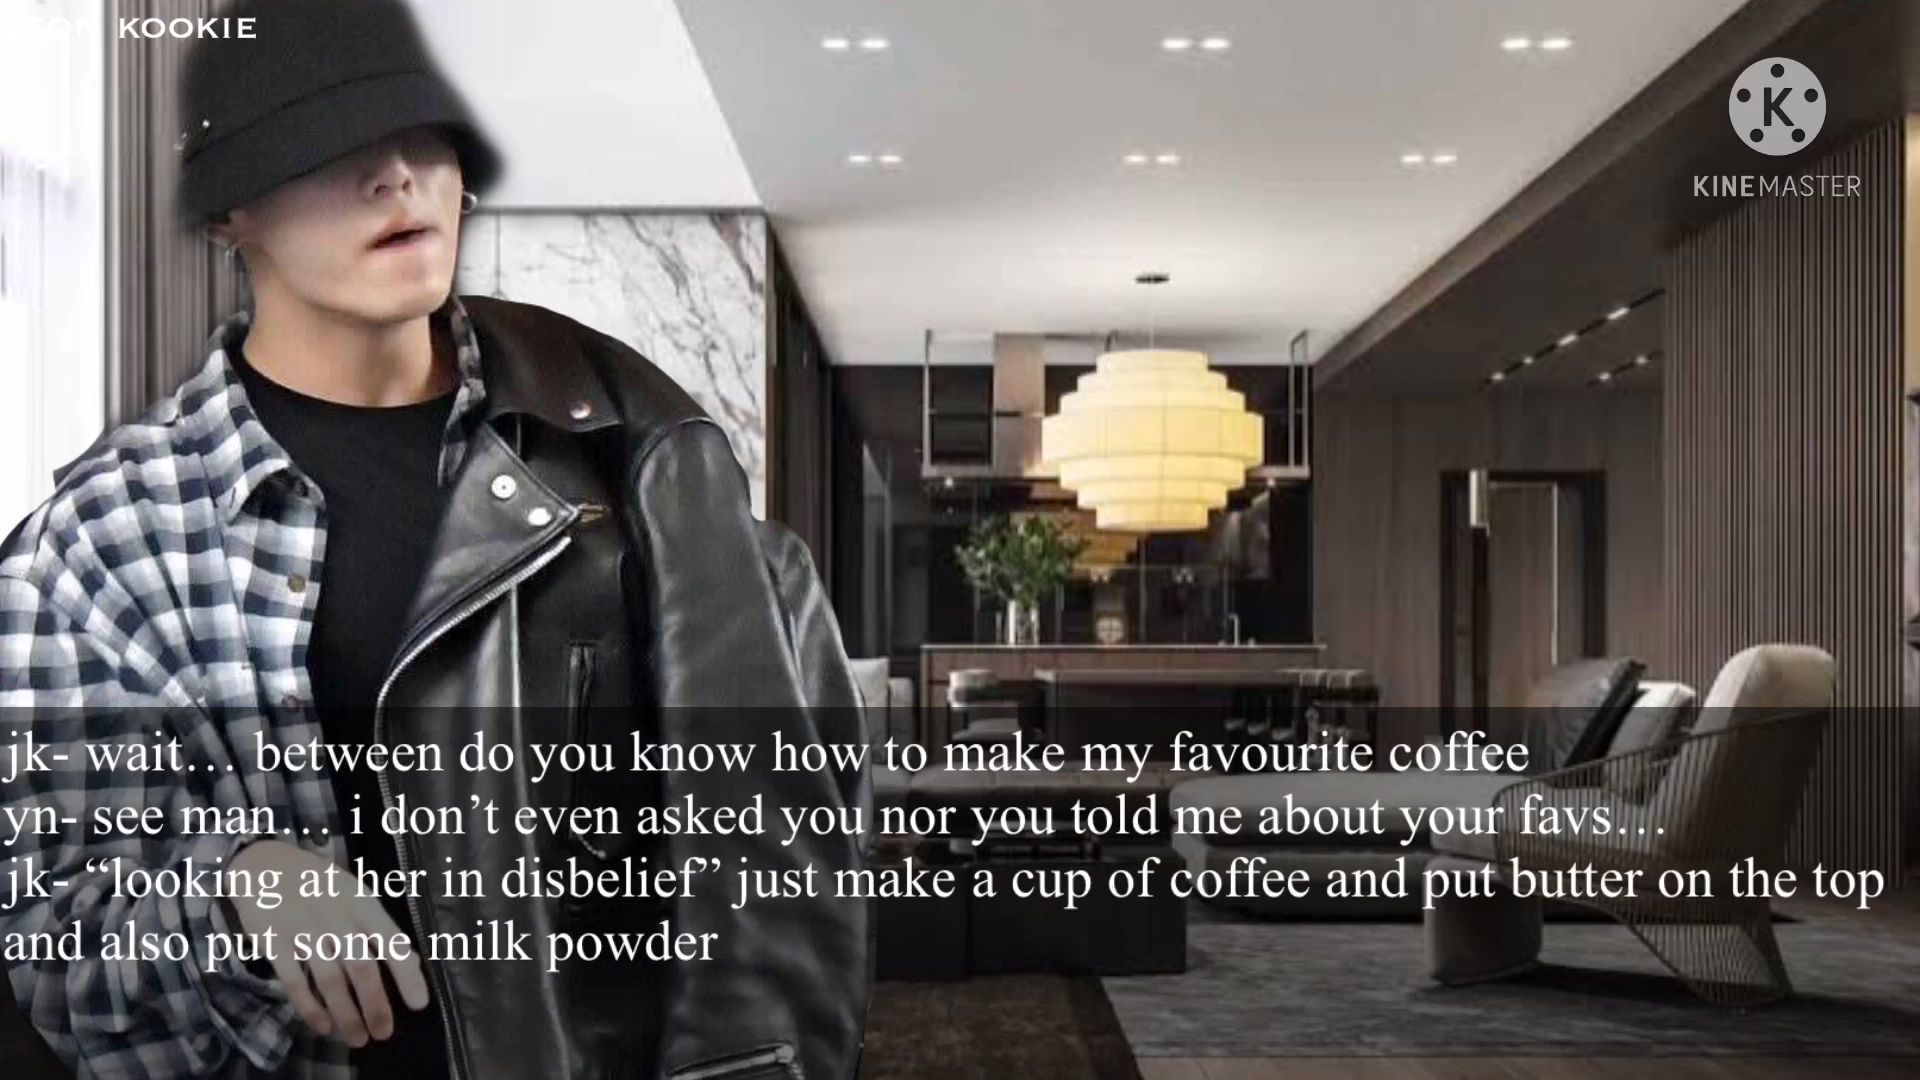 KOOKIE
K
KINEMASTER
jk- wait… between do you know how to make my favourite coffee
yn- see man… i don’t even asked you nor you told me about your favs…
jk- “looking at her in disbelief” just make a cup of coffee and put butter on the top
and also put some milk powder